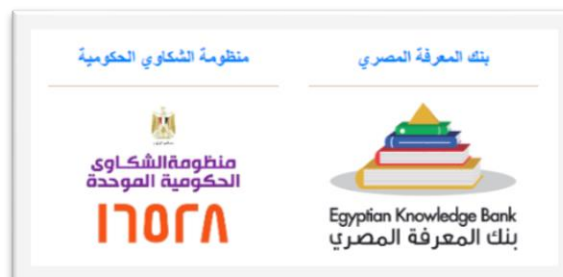 بنك المعرفة المصري
منظومة الشكاوي الحكومية
Egyptian Knowledge Bank
بنك المعرفة المصري
منظومة الشكاوى
الحكومية الموحدة
١٦٥٢٨